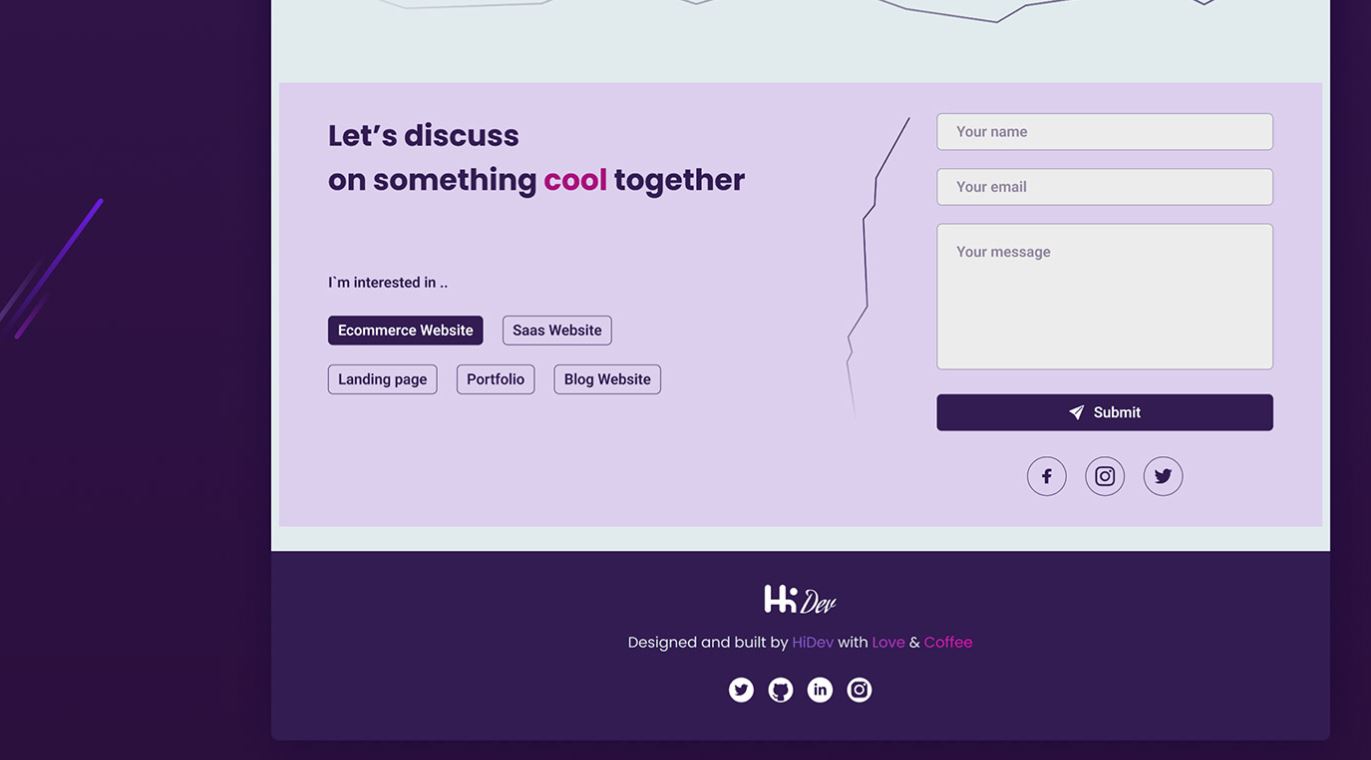 Let’s discuss
on something cool together
I`m interested in ..
Ecommerce Website
Saas Website
Landing page
Portfolio
Blog Website
Your name
Your email
Your message
Submit
Hi Dev
Designed and built by HiDev with Love & Coffee
in